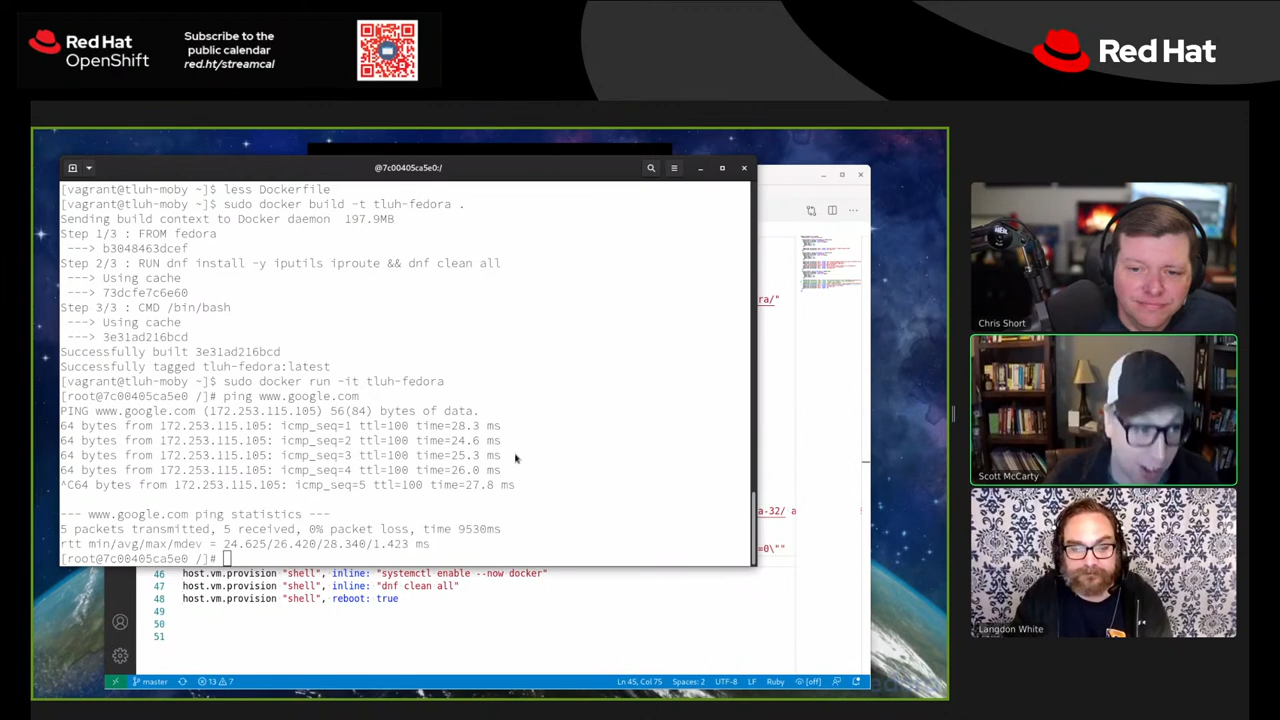 Red Hat
OpenShift
Subscribe to the
public calendar
red.ht/streamcal
Red Hat
@7c00405ca5e0:/
[vagrant@tluh-moby ~]$ less Dockerfile
[vagrant@tluh-moby ~]$ sudo docker build -t tluh-fedora .
Sending build context to Docker daemon  197.9MB
Step 1/3 : FROM fedora
---> b3048463dcef
Step 2/3 : RUN dnf install -y iputils iproute && dnf clean all
---> Using cache
---> 73dcfe7c6e60
Step 3/3 : CMD /bin/bash
---> Using cache
---> 3e31ad216bcd
Successfully built 3e31ad216bcd
Successfully tagged tluh-fedora:latest
[vagrant@tluh-moby ~]$ sudo docker run -it tluh-fedora
[root@7c00405ca5e0 /]# ping www.google.com
PING www.google.com (172.253.115.105) 56(84) bytes of data.
64 bytes from 172.253.115.105: icmp_seq=1 ttl=100 time=28.3 ms
64 bytes from 172.253.115.105: icmp_seq=2 ttl=100 time=24.6 ms
64 bytes from 172.253.115.105: icmp_seq=3 ttl=100 time=25.3 ms
64 bytes from 172.253.115.105: icmp_seq=4 ttl=100 time=26.0 ms
^C64 bytes from 172.253.115.105: icmp_seq=5 ttl=100 time=27.8 ms
--- www.google.com ping statistics ---
5 packets transmitted, 5 received, 0% packet loss, time 9530ms
rtt min/avg/max/mdev = 24.625/26.420/28.340/1.423 ms
[root@7c00405ca5e0 /]#
ra/"
a-32/ a
=0\""
46 host.vm.provision "shell", inline: "systemctl enable --now docker"
47 host.vm.provision "shell", inline: "dnf clean all"
48 host.vm.provision "shell", reboot: true
49
50
51
master
13 7
Ln 45, Col 75
Spaces: 2
UTF-8
LF
Ruby
[off]
Chris Short
Scott McCarty
Langdon White